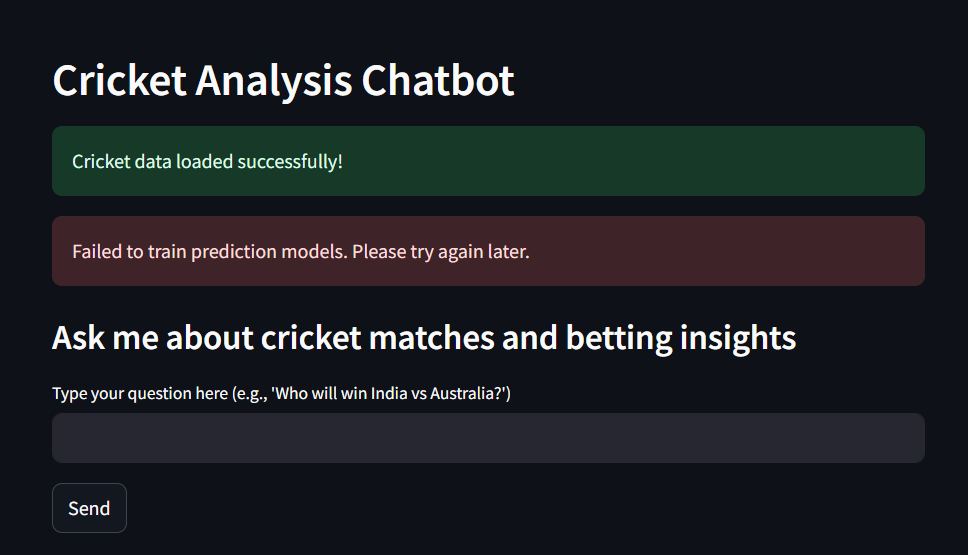 Cricket Analysis Chatbot
Cricket data loaded successfully!
Failed to train prediction models. Please try again later.
Ask me about cricket matches and betting insights
Type your question here (e.g., 'Who will win India vs Australia?')
Send